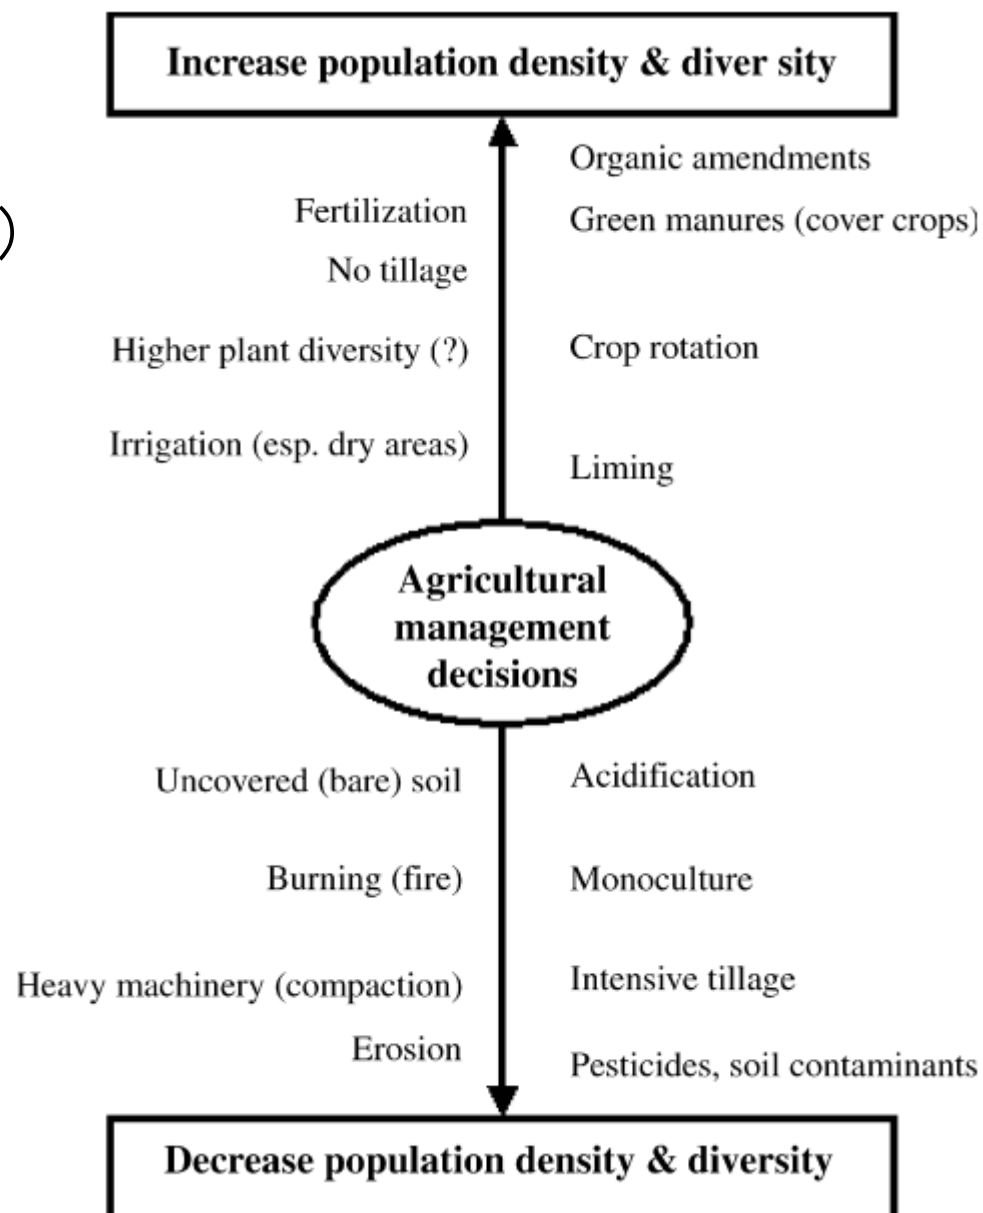 Increase population density & diver sity
Organic amendments
Fertilization
Green manures (cover crops)
)
No tillage
Higher plant diversity (?)
Crop rotation
Irrigation (esp. dry areas)
Liming
Agricultural
management
decisions
Uncovered (bare) soil
Acidification
Burning (fire)
Monoculture
Heavy machinery (compaction)
Intensive tillage
Erosion
Pesticides, soil contaminants
Decrease population density & diversity